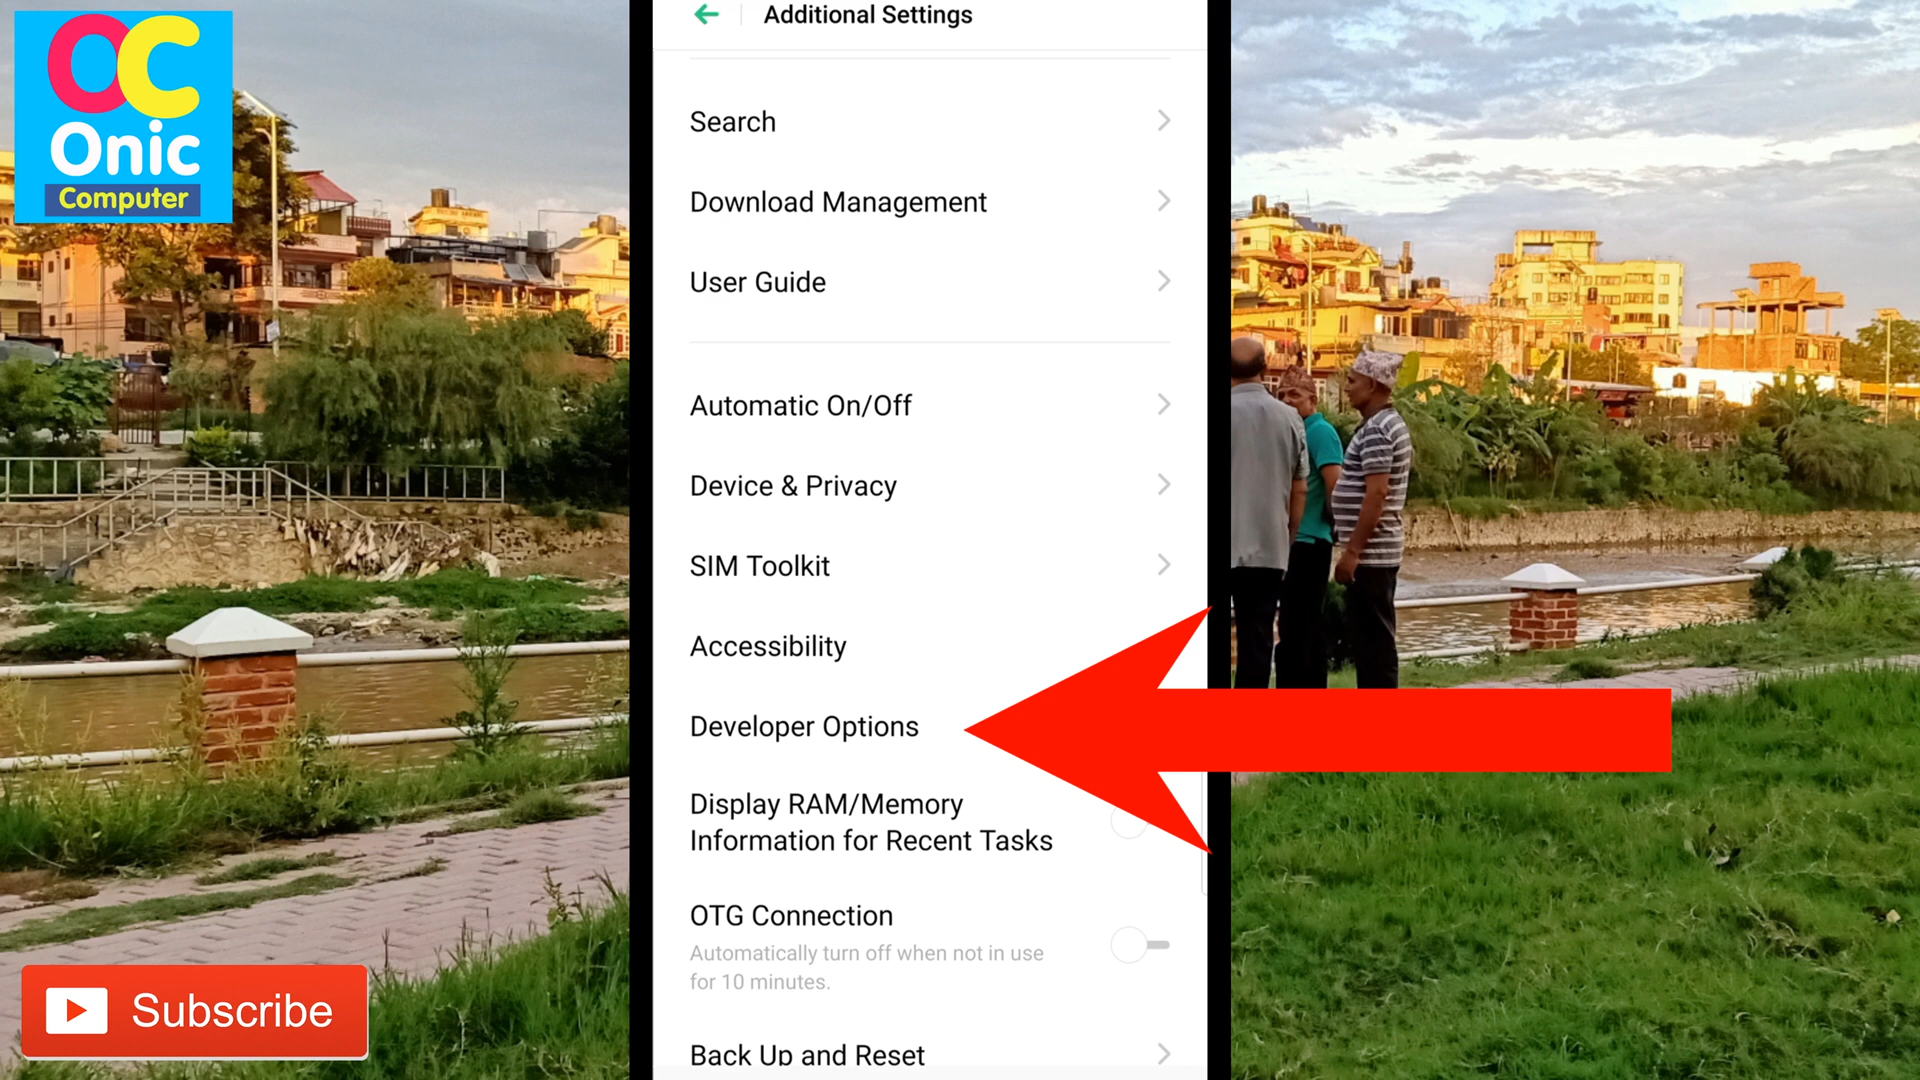 OC
Onic
Computer
Additional Settings
Search
Download Management
User Guide
Automatic On/Off
Device & Privacy
SIM Toolkit
Accessibility
Developer Options
Display RAM/Memory
Information for Recent Tasks
OTG Connection
Automatically turn off when not in use
for 10 minutes.
Back Up and Reset
Subscribe